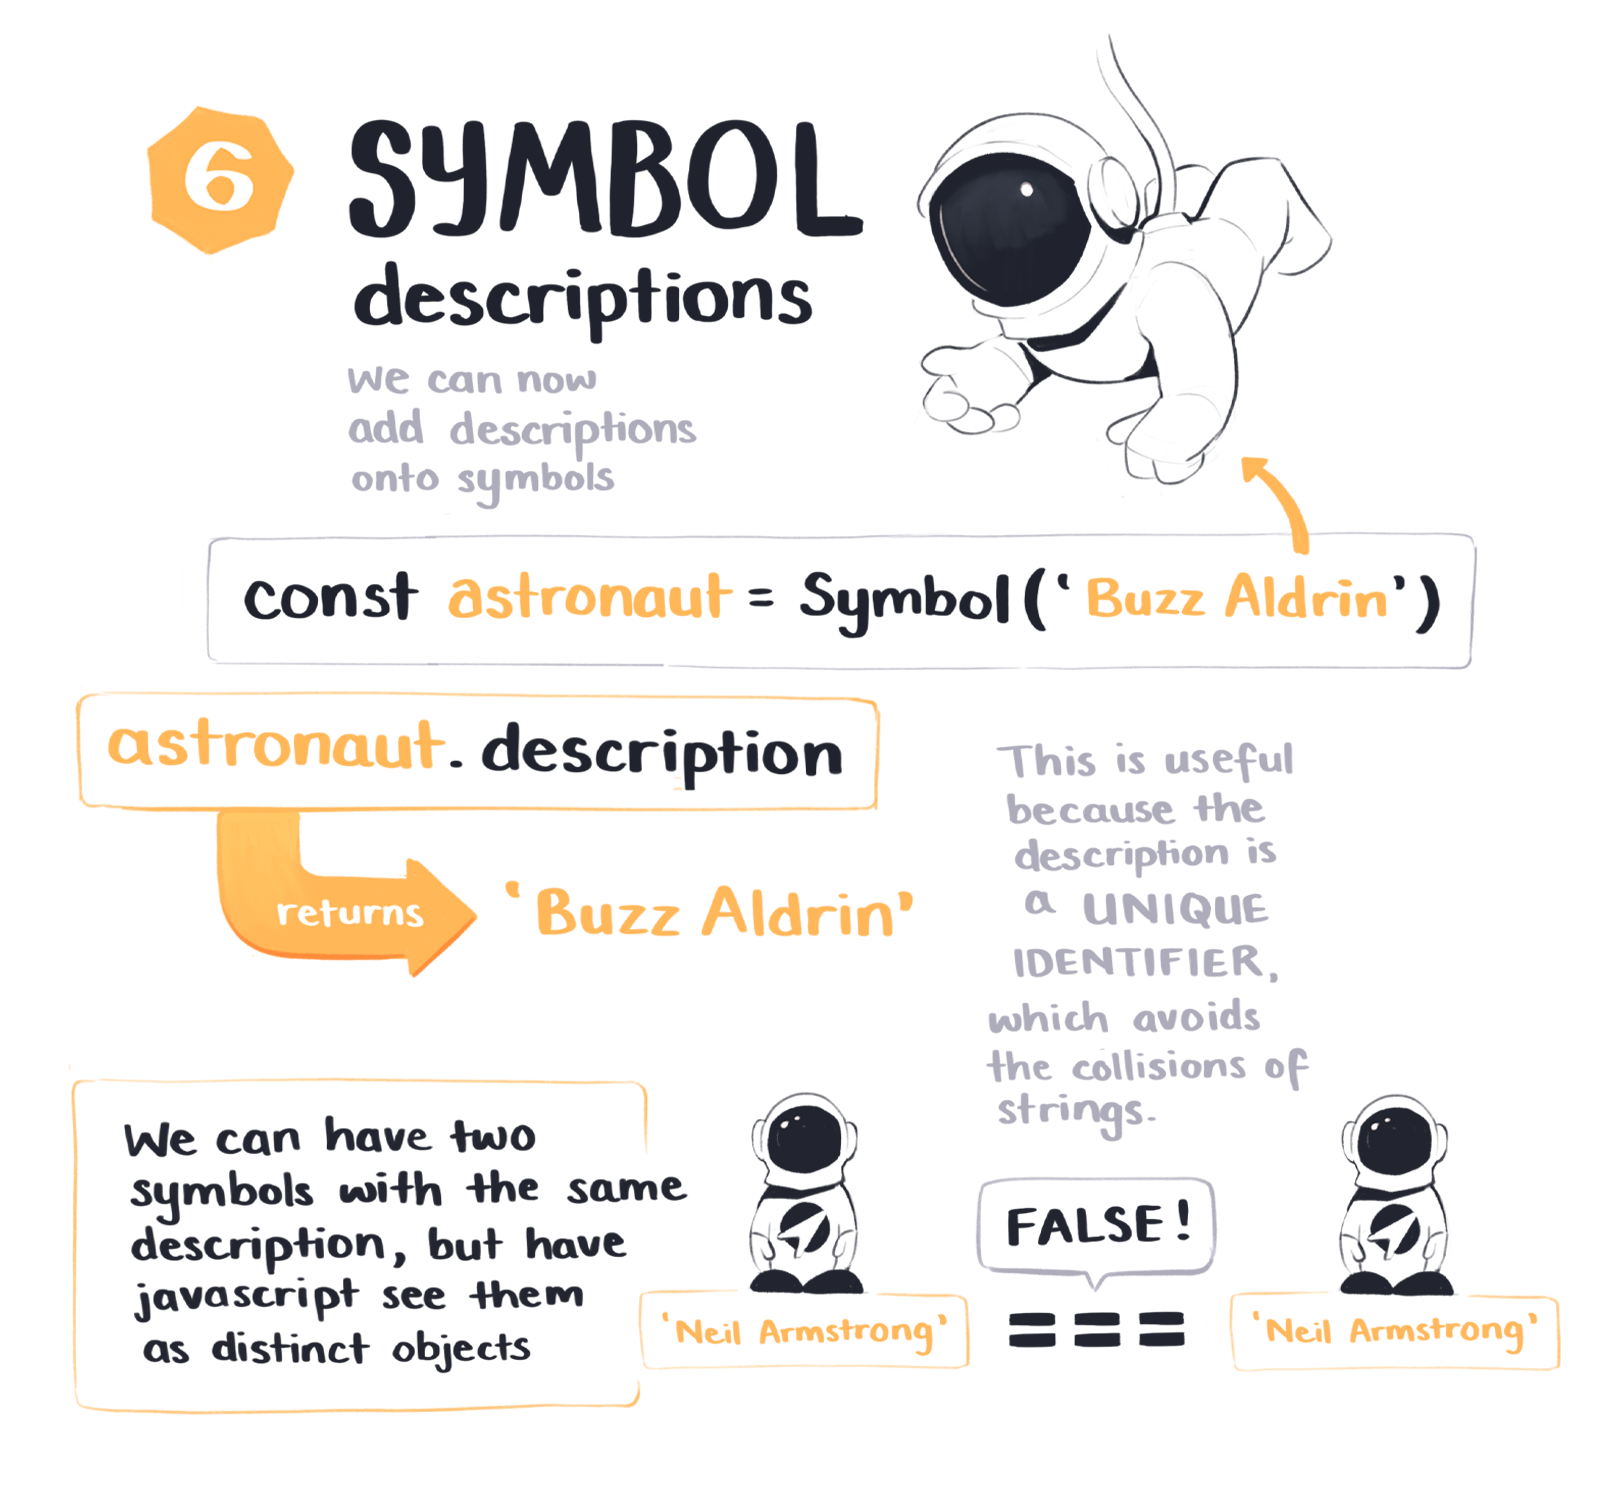 6
SYMBOL
descriptions
we can now
add descriptions
onto symbols
const astronaut = Symbol('Buzz Aldrin')
astronaut.description
returns
'Buzz Aldrin'
This is useful
because the
description is
a UNIQUE
IDENTIFIER,
which avoids
the collisions of
strings.
We can have two
symbols with the same
description, but have
javascript see them
as distinct objects
FALSE!
'Neil Armstrong' === 'Neil Armstrong'